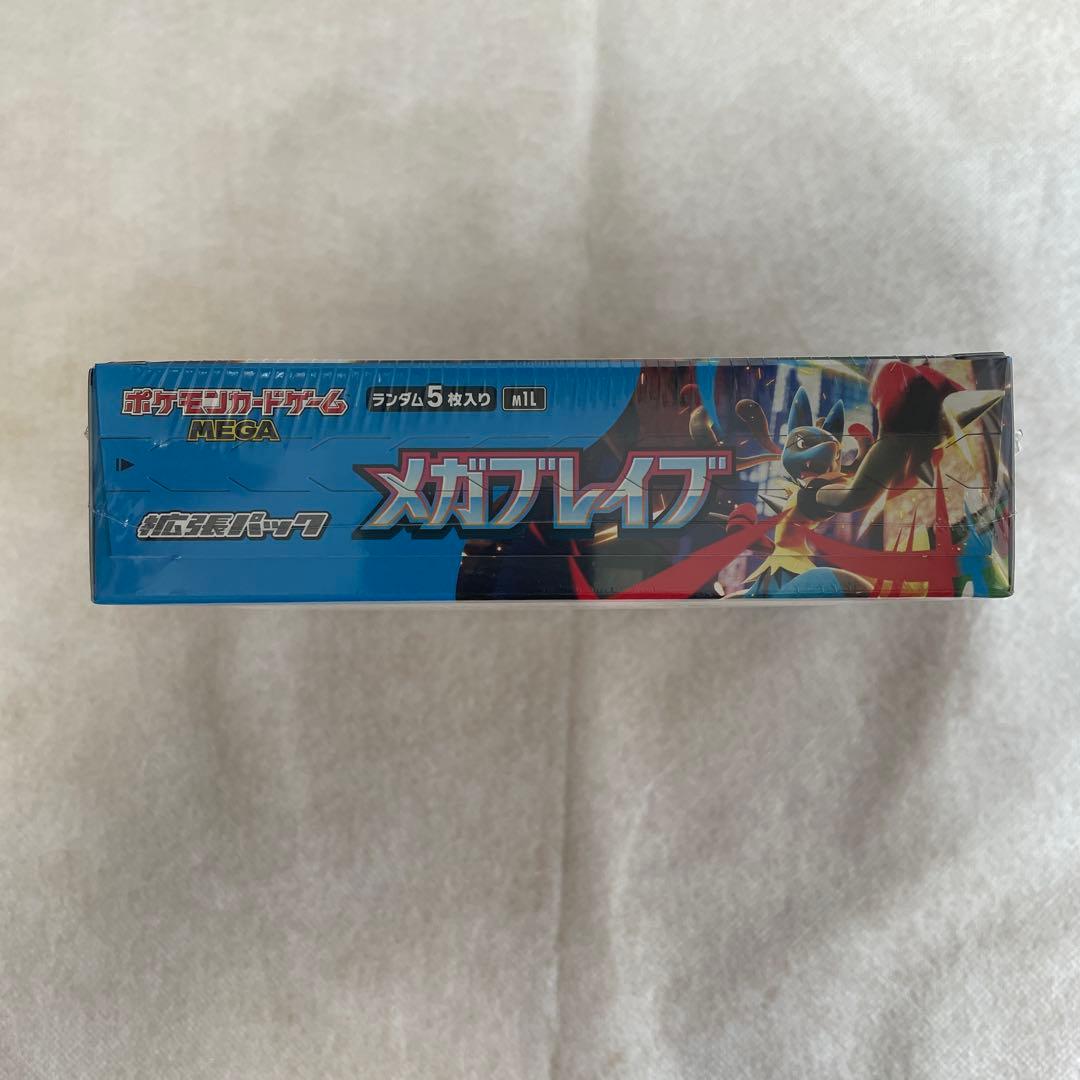 ポケモンカードゲーム
MEGA
ランダム5枚入り
M1L
メガブレイブ
拡張パック